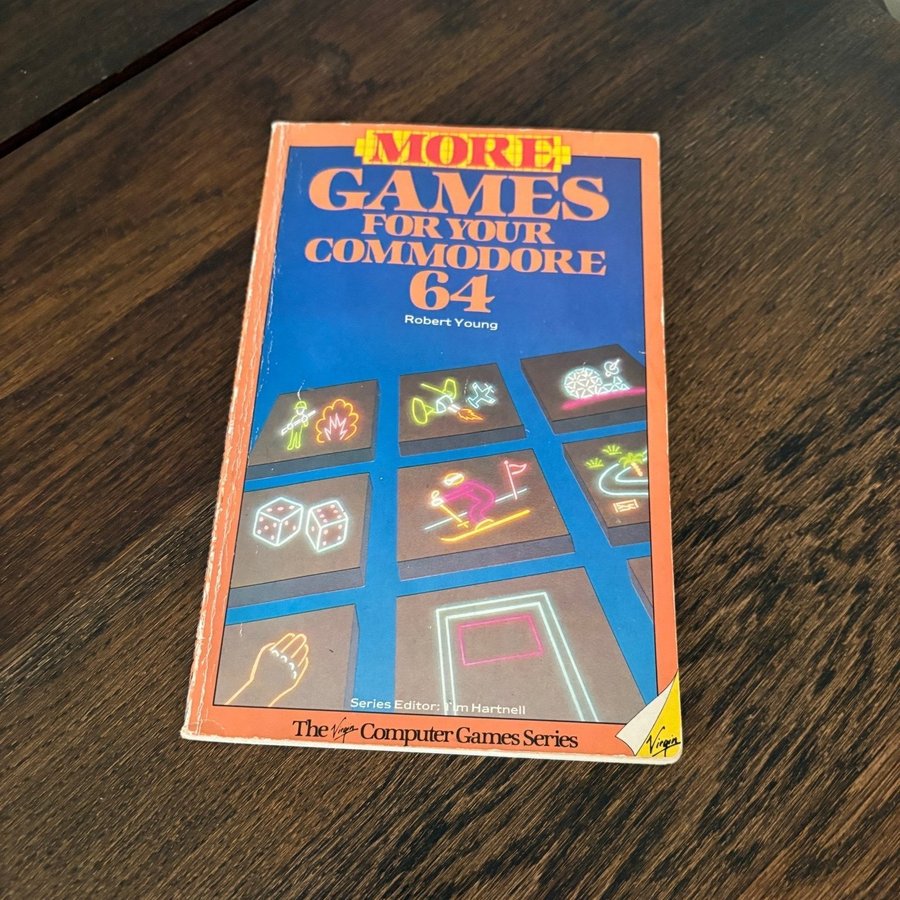 MORE
GAMES
FOR YOUR
COMMODORE
64
Robert Young
Series Editor: Tim Hartnell
The Virgin Computer Games Series
Virgin